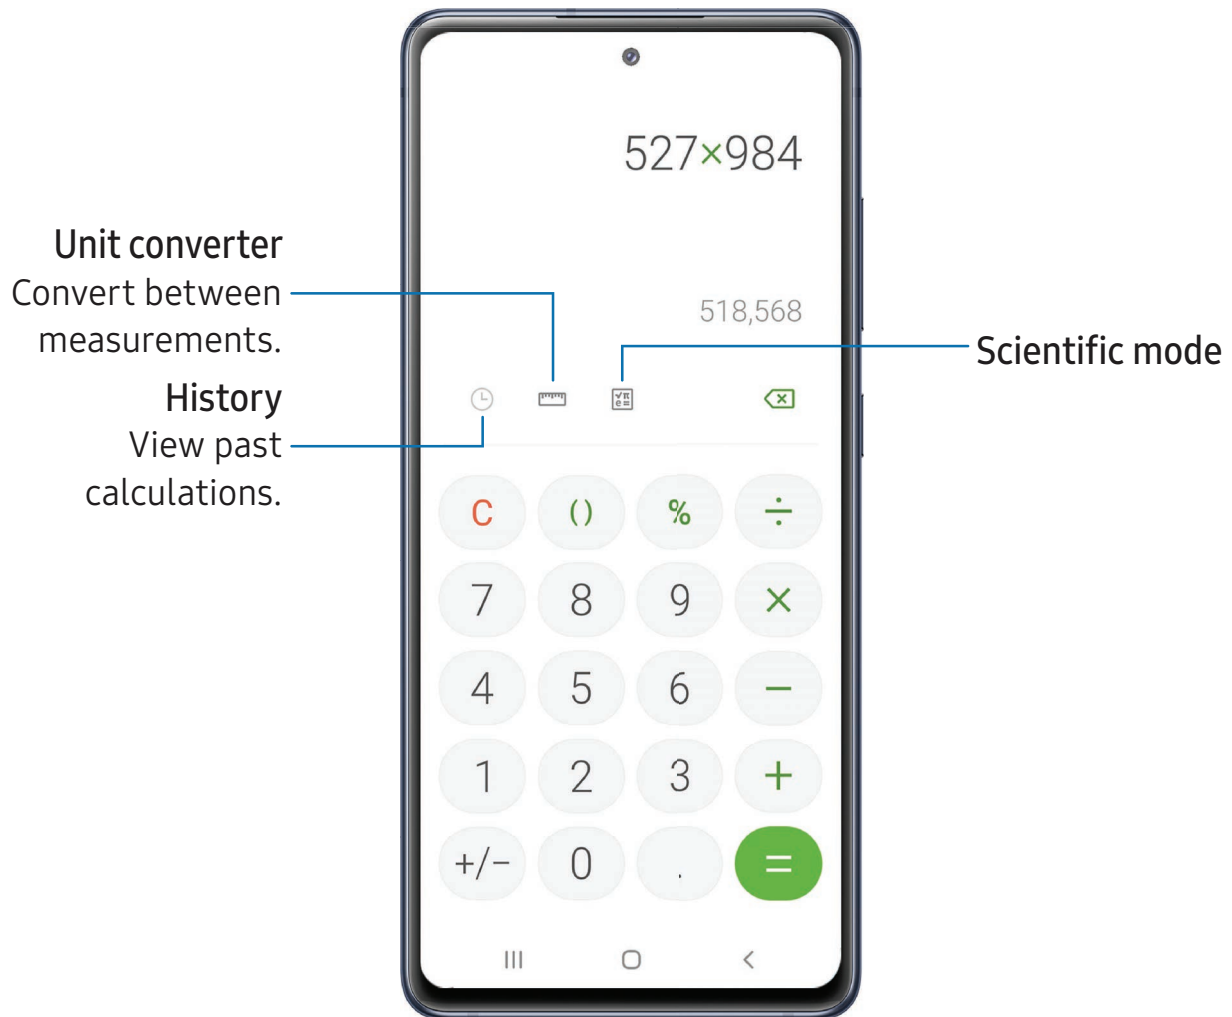 527×984
Unit converter
Convert between
measurements.
518,568
Scientific mode
History
View past
calculations.
C () % ÷
7 8 9 ×
4 5 6 −
1 2 3 +
+/− 0 . =